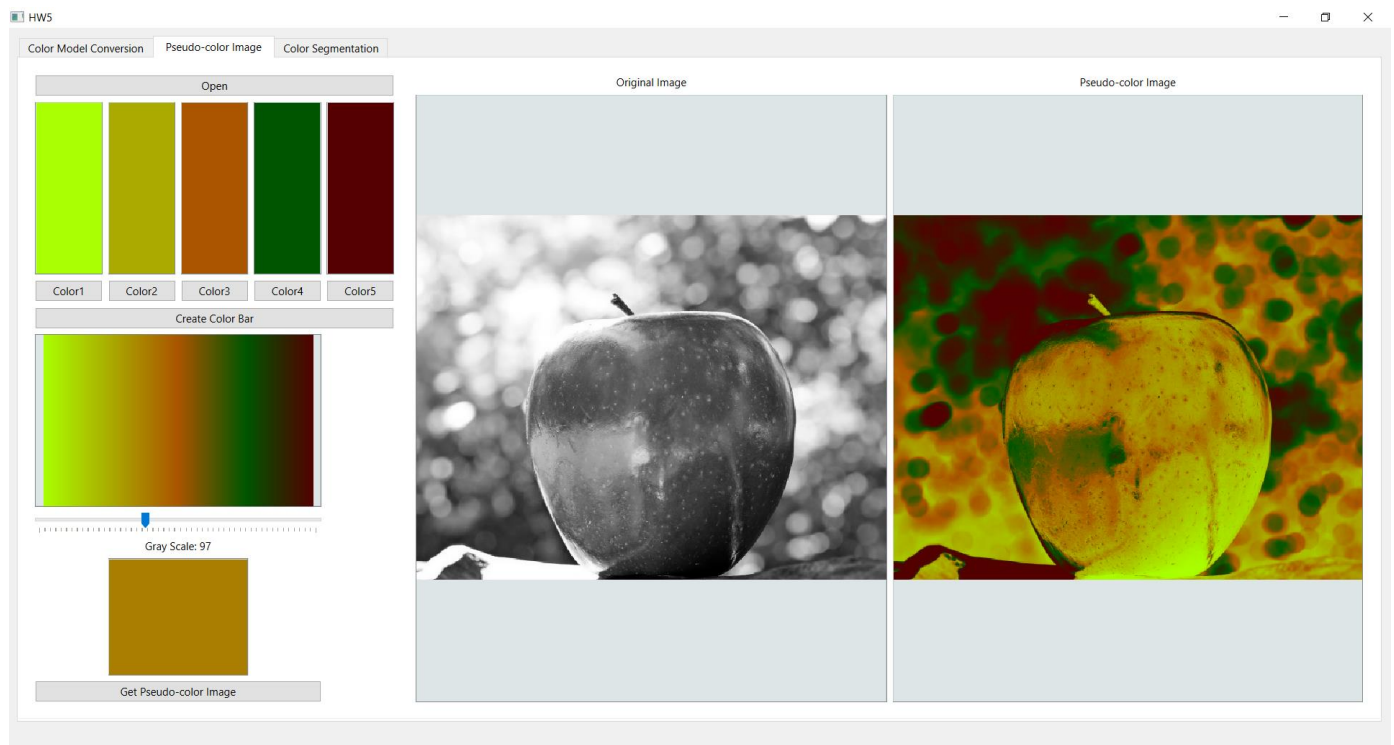 HW5
Color Model Conversion
Pseudo-color Image
Color Segmentation
Open
Color1
Color2
Color3
Color4
Color5
Create Color Bar
Gray Scale: 97
Get Pseudo-color Image
Original Image
Pseudo-color Image